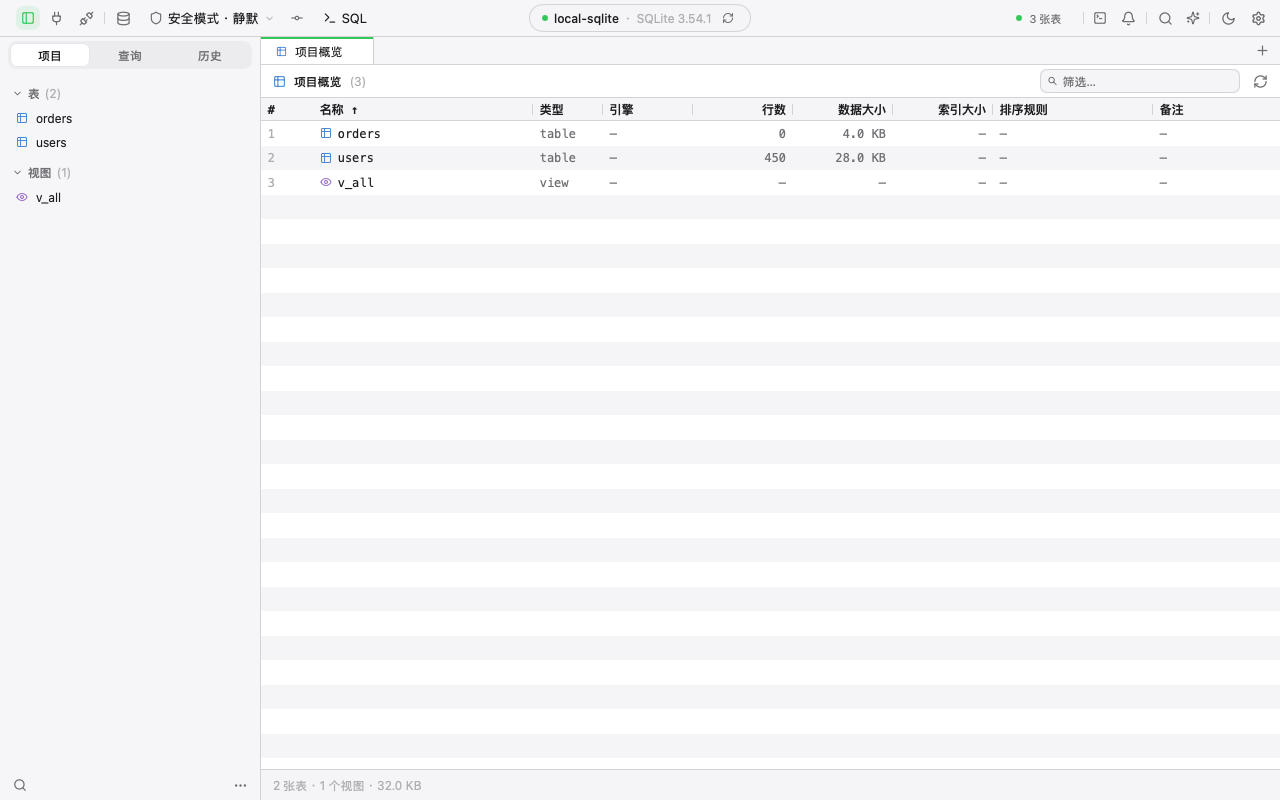 安全模式 · 静默
SQL
local-sqlite · SQLite 3.54.1
3 张表
项目 查询 历史
表 (2)
orders
users
视图 (1)
v_all
项目概览
项目概览 (3)
筛选...
# 名称 ↑ 类型 引擎 行数 数据大小 索引大小 排序规则 备注
1 orders table — 0 4.0 KB — — —
2 users table — 450 28.0 KB — — —
3 v_all view — — — — — —
2 张表 · 1 个视图 · 32.0 KB